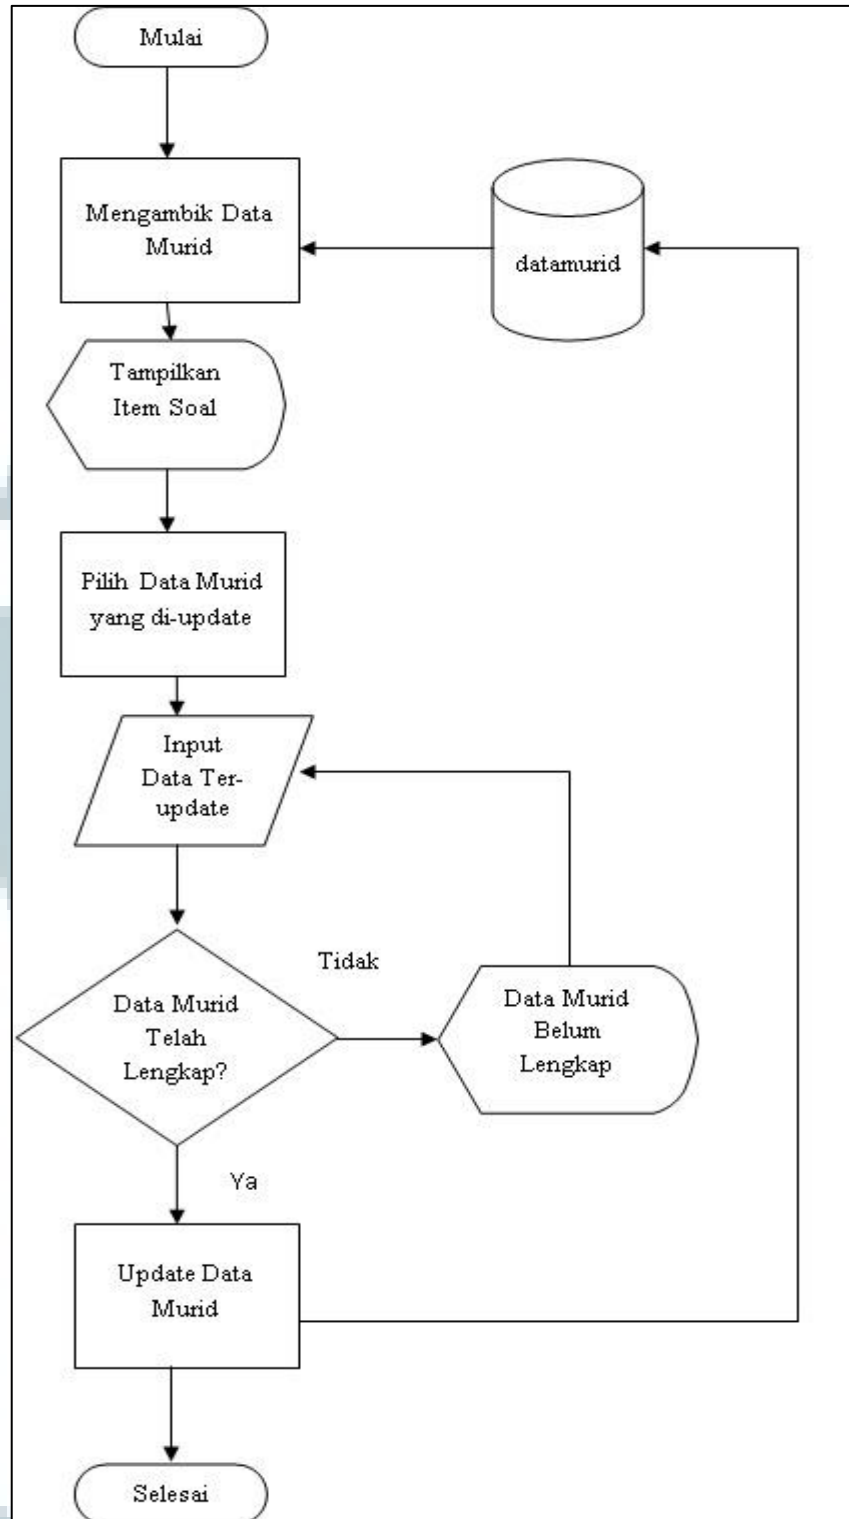 Mulai
Mengambik Data
Murid
datamurid
Tampilkan
Item Soal
Pilih Data Murid
yang di-update
Input
Data Ter-
update
Tidak
Data Murid
Telah
Lengkap?
Data Murid
Belum
Lengkap
Ya
Update Data
Murid
Selesai